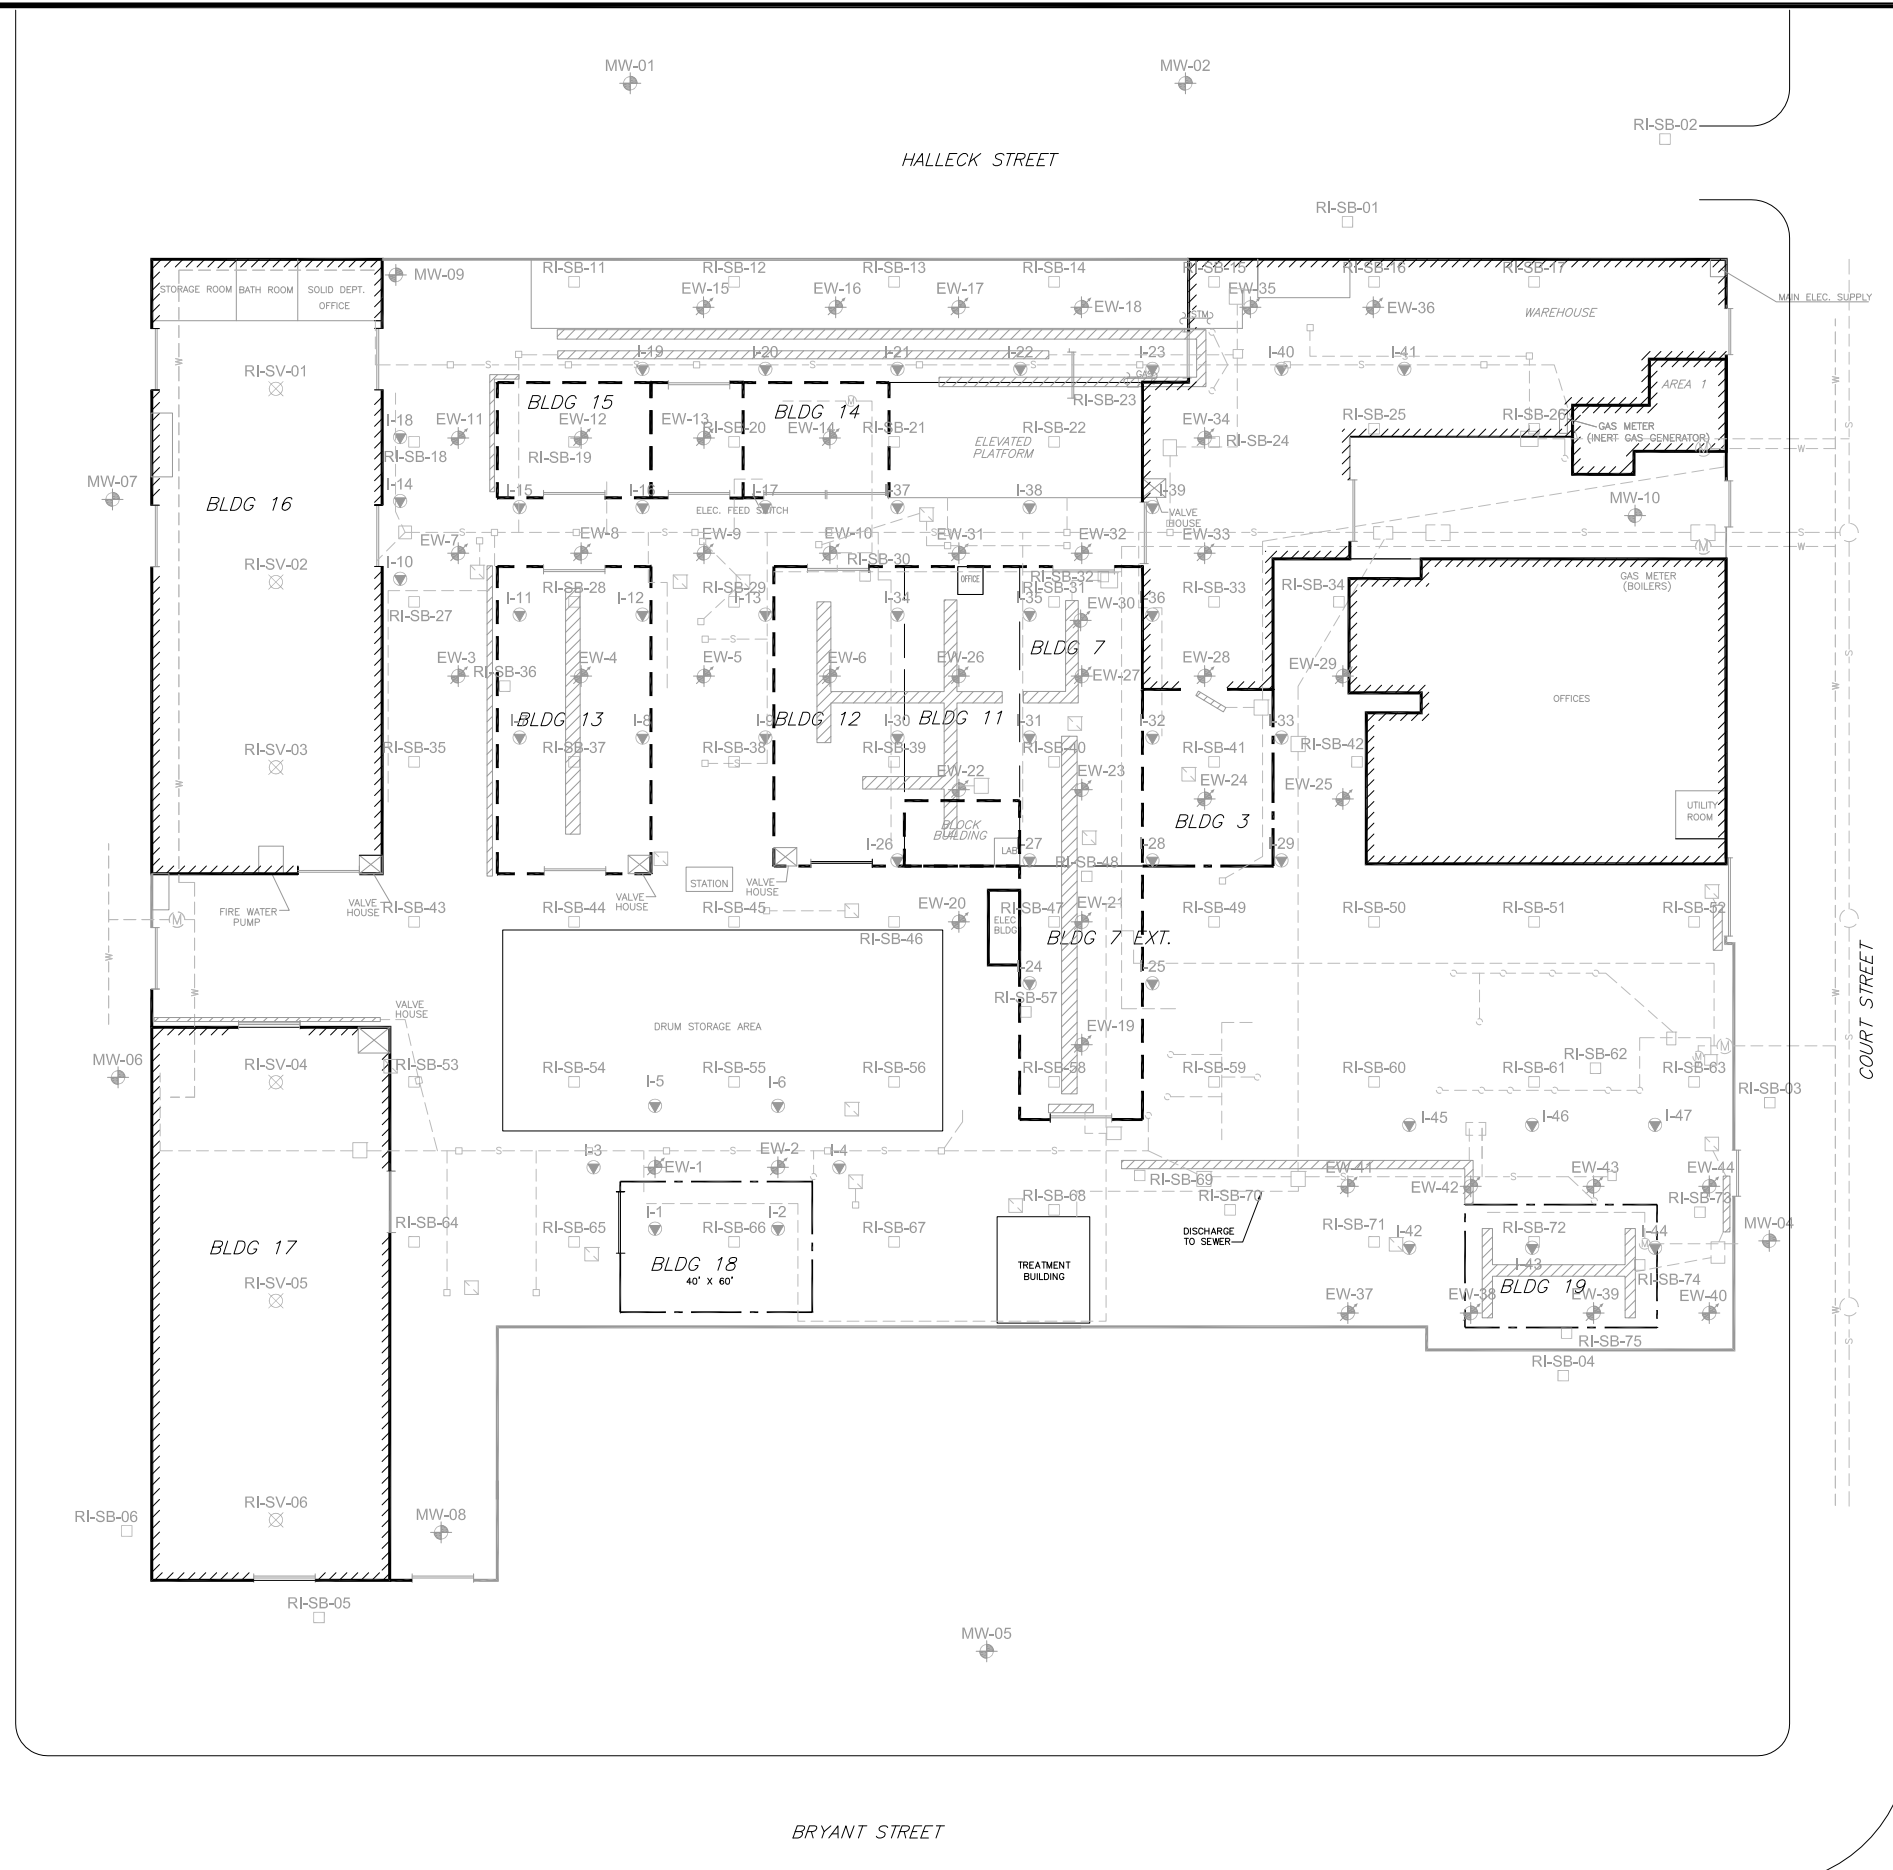 MW-01
MW-02
RI-SB-02
HALLECK STREET
RI-SB-01
MW-09
RI-SB-11
RI-SB-12
RI-SB-13
RI-SB-14
RI-SB-15
RI-SB-16
RI-SB-17
STORAGE ROOM
BATH ROOM
SOLID DEPT.
OFFICE
EW-15
EW-16
EW-17
EW-18
EW-35
EW-36
WAREHOUSE
MAIN ELEC. SUPPLY
STM
I-19
I-20
I-21
I-22
I-23
I-40
I-41
GAS
RI-SV-01
BLDG 15
BLDG 14
RI-SB-23
AREA 1
I-18
EW-11
EW-12
EW-13
EW-14
RI-SB-20
RI-SB-21
RI-SB-22
EW-34
RI-SB-24
RI-SB-25
RI-SB-26
GAS METER
(INERT GAS GENERATOR)
RI-SB-18
RI-SB-19
ELEVATED
PLATFORM
MW-07
BLDG 16
I-14
I-15
I-16
I-17
I-37
I-38
I-39
MW-10
ELEC. FEED SWITCH
VALVE
HOUSE
EW-7
EW-8
EW-9
EW-10
EW-31
EW-32
EW-33
RI-SV-02
I-10
RI-SB-30
OFFICE
RI-SB-32
RI-SB-27
RI-SB-28
RI-SB-29
RI-SB-31
RI-SB-33
RI-SB-34
GAS METER
(BOILERS)
I-11
I-12
I-13
I-34
I-35
I-36
EW-30
BLDG 7
EW-3
RI-SB-36
EW-4
EW-5
EW-6
EW-26
EW-27
EW-28
EW-29
OFFICES
BLDG 13
I-8
I-9
BLDG 12
I-30
BLDG 11
I-31
I-32
I-33
RI-SV-03
RI-SB-35
RI-SB-37
RI-SB-38
RI-SB-39
RI-SB-40
RI-SB-41
RI-SB-42
EW-22
EW-23
EW-24
EW-25
UTILITY
ROOM
BLOCK
BUILDING
BLDG 3
I-26
LAB
I-27
I-28
I-29
RI-SB-48
STATION
VALVE
HOUSE
VALVE
HOUSE
VALVE
HOUSE
FIRE WATER
PUMP
RI-SB-43
RI-SB-44
RI-SB-45
RI-SB-46
EW-20
ELEC
BLDG
RI-SB-47
EW-21
RI-SB-49
RI-SB-50
RI-SB-51
RI-SB-52
BLDG 7 EXT.
I-24
I-25
RI-SB-57
VALVE
HOUSE
DRUM STORAGE AREA
EW-19
COURT STREET
MW-06
RI-SV-04
RI-SB-53
RI-SB-54
RI-SB-55
RI-SB-56
RI-SB-58
RI-SB-59
RI-SB-60
RI-SB-61
RI-SB-62
RI-SB-63
RI-SB-03
I-5
I-6
I-45
I-46
I-47
I-3
EW-1
EW-2
I-4
RI-SB-69
EW-41
EW-42
EW-43
EW-44
RI-SB-64
RI-SB-65
I-1
RI-SB-66
I-2
RI-SB-67
RI-SB-68
RI-SB-70
RI-SB-71
I-42
RI-SB-72
I-44
RI-SB-73
MW-04
DISCHARGE
TO SEWER
BLDG 17
BLDG 18
40' X 60'
TREATMENT
BUILDING
I-43
BLDG 19
RI-SB-74
RI-SV-05
EW-37
EW-38
EW-39
EW-40
RI-SB-75
RI-SB-04
RI-SV-06
RI-SB-06
MW-08
RI-SB-05
MW-05
BRYANT STREET